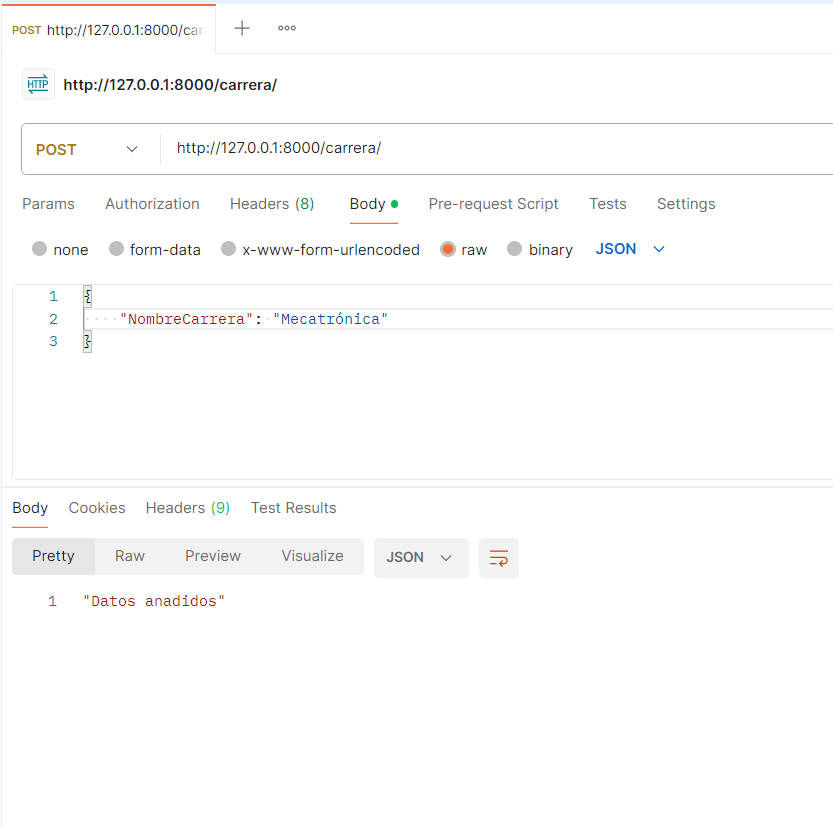 POST http://127.0.0.1:8000/car
HTTP http://127.0.0.1:8000/carrera/
POST http://127.0.0.1:8000/carrera/
Params Authorization Headers (8) Body Pre-request Script Tests Settings
none form-data x-www-form-urlencoded raw binary JSON
1 {
2 "NombreCarrera": "Mecatrónica"
3 }
Body Cookies Headers (9) Test Results
Pretty Raw Preview Visualize JSON
1 "Datos anadidos"